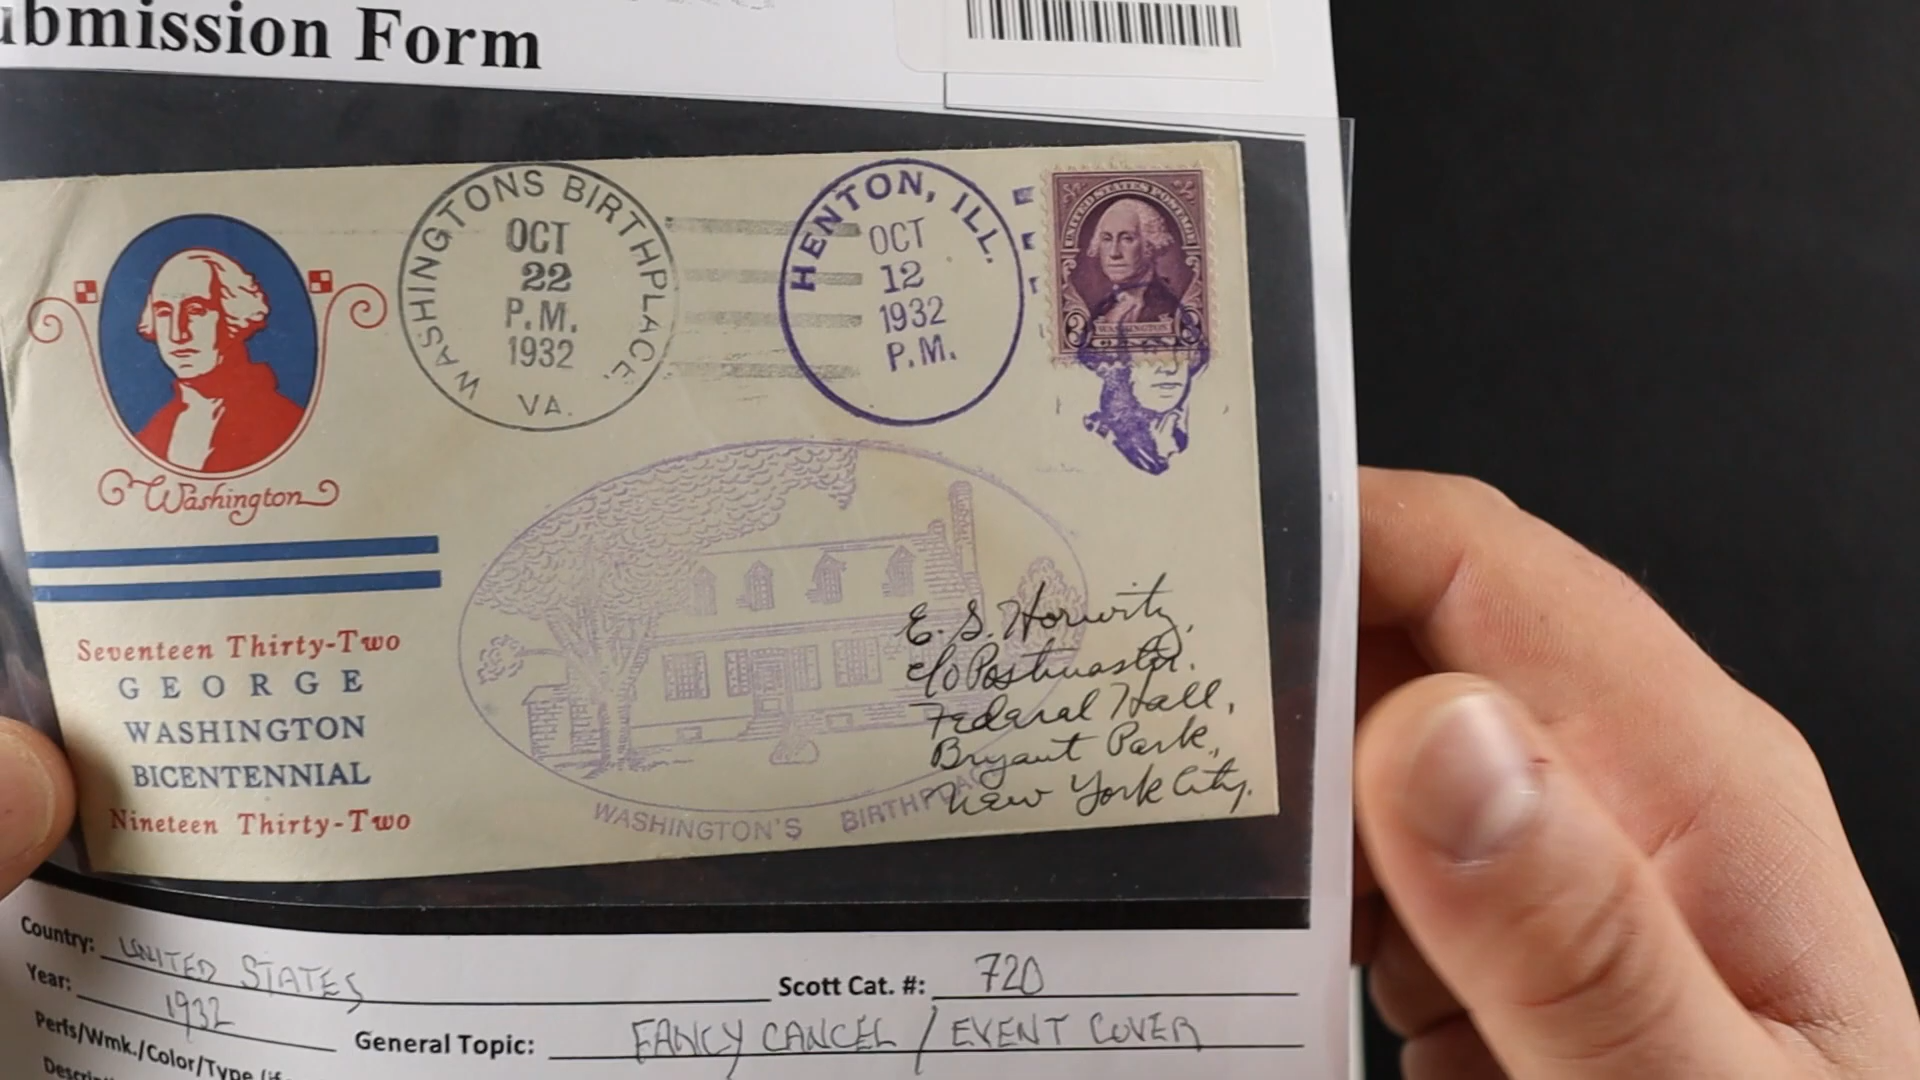 ubmission Form
WASHINGTONS BIRTHPLACE,
OCT
22
P.M.
1932
VA.
HENTON, ILL.
OCT
12
1932
P.M.
UNITED STATES POSTAGE
WASHINGTON
3 CENTS 3
Washington
Seventeen Thirty-Two
GEORGE
WASHINGTON
BICENTENNIAL
Nineteen Thirty-Two
WASHINGTON'S BIRTHPLACE
E. S. Horwitz,
c/o Postmaster.
Federal Hall,
Bryant Park,
New York City.
Country: UNITED STATES
Scott Cat. #: 720
Year: 1932
General Topic: FANCY CANCEL / EVENT COVER
Perfs/Wmk./Color/Type (if
Descri